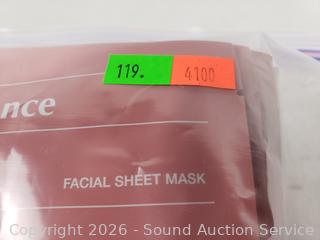 119. 4100
nce
FACIAL SHEET MASK
Copyright 2026 - Sound Auction Service